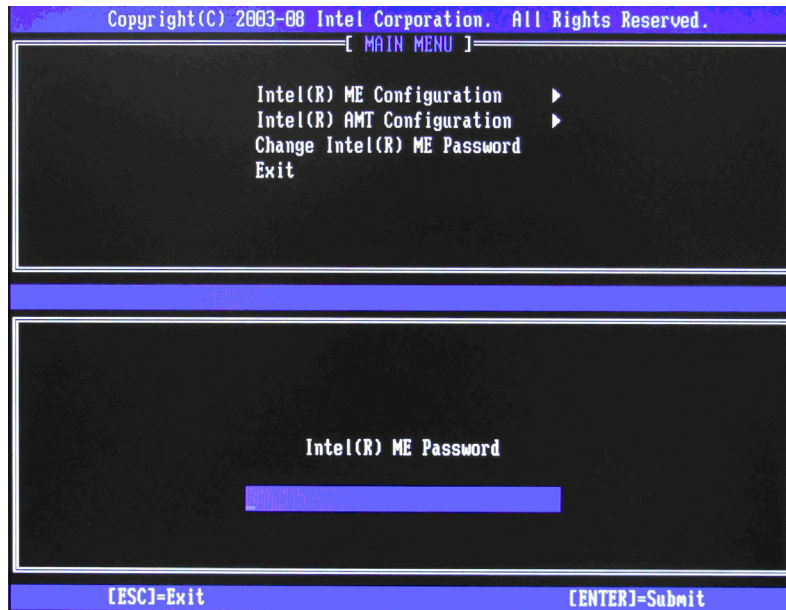 Copyright(C) 2003-08 Intel Corporation. All Rights Reserved.
[ MAIN MENU ]
Intel(R) ME Configuration ►
Intel(R) AMT Configuration ►
Change Intel(R) ME Password
Exit
Intel(R) ME Password
[ESC]=Exit [ENTER]=Submit